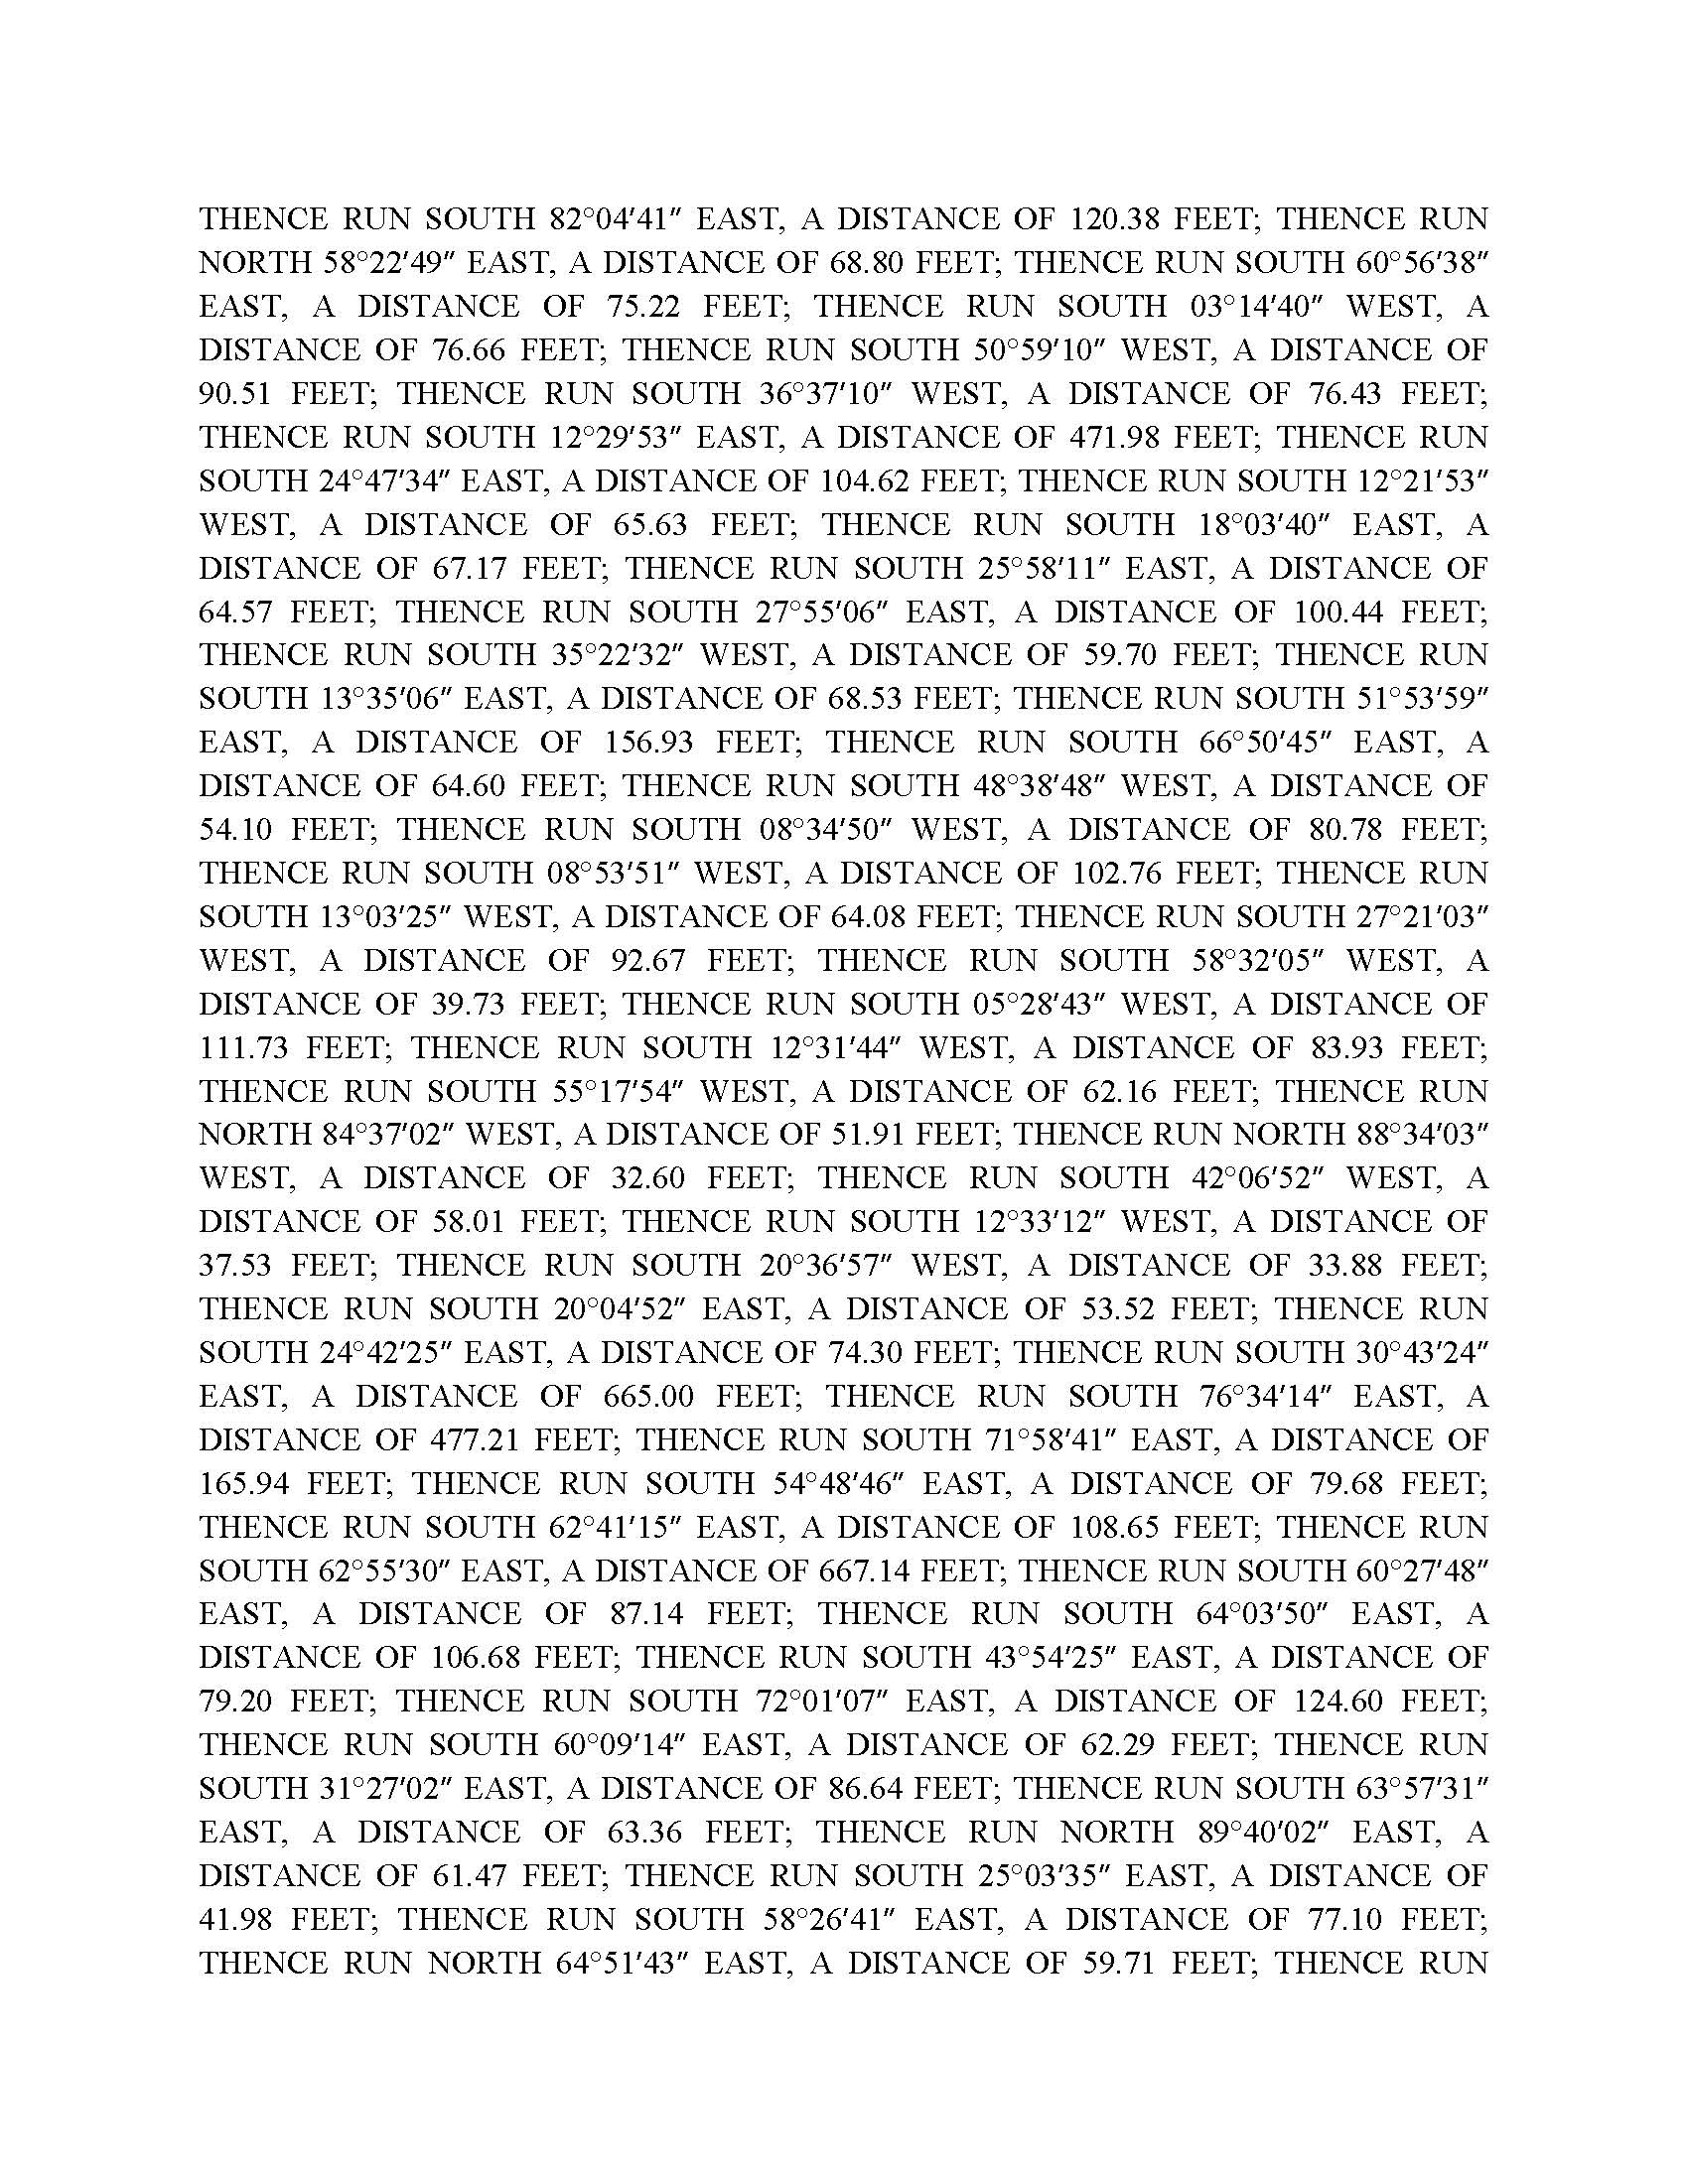 THENCE RUN SOUTH 82°04′41″ EAST, A DISTANCE OF 120.38 FEET; THENCE RUN
NORTH 58°22′49″ EAST, A DISTANCE OF 68.80 FEET; THENCE RUN SOUTH 60°56′38″
EAST, A DISTANCE OF 75.22 FEET; THENCE RUN SOUTH 03°14′40″ WEST, A
DISTANCE OF 76.66 FEET; THENCE RUN SOUTH 50°59′10″ WEST, A DISTANCE OF
90.51 FEET; THENCE RUN SOUTH 36°37′10″ WEST, A DISTANCE OF 76.43 FEET;
THENCE RUN SOUTH 12°29′53″ EAST, A DISTANCE OF 471.98 FEET; THENCE RUN
SOUTH 24°47′34″ EAST, A DISTANCE OF 104.62 FEET; THENCE RUN SOUTH 12°21′53″
WEST, A DISTANCE OF 65.63 FEET; THENCE RUN SOUTH 18°03′40″ EAST, A
DISTANCE OF 67.17 FEET; THENCE RUN SOUTH 25°58′11″ EAST, A DISTANCE OF
64.57 FEET; THENCE RUN SOUTH 27°55′06″ EAST, A DISTANCE OF 100.44 FEET;
THENCE RUN SOUTH 35°22′32″ WEST, A DISTANCE OF 59.70 FEET; THENCE RUN
SOUTH 13°35′06″ EAST, A DISTANCE OF 68.53 FEET; THENCE RUN SOUTH 51°53′59″
EAST, A DISTANCE OF 156.93 FEET; THENCE RUN SOUTH 66°50′45″ EAST, A
DISTANCE OF 64.60 FEET; THENCE RUN SOUTH 48°38′48″ WEST, A DISTANCE OF
54.10 FEET; THENCE RUN SOUTH 08°34′50″ WEST, A DISTANCE OF 80.78 FEET;
THENCE RUN SOUTH 08°53′51″ WEST, A DISTANCE OF 102.76 FEET; THENCE RUN
SOUTH 13°03′25″ WEST, A DISTANCE OF 64.08 FEET; THENCE RUN SOUTH 27°21′03″
WEST, A DISTANCE OF 92.67 FEET; THENCE RUN SOUTH 58°32′05″ WEST, A
DISTANCE OF 39.73 FEET; THENCE RUN SOUTH 05°28′43″ WEST, A DISTANCE OF
111.73 FEET; THENCE RUN SOUTH 12°31′44″ WEST, A DISTANCE OF 83.93 FEET;
THENCE RUN SOUTH 55°17′54″ WEST, A DISTANCE OF 62.16 FEET; THENCE RUN
NORTH 84°37′02″ WEST, A DISTANCE OF 51.91 FEET; THENCE RUN NORTH 88°34′03″
WEST, A DISTANCE OF 32.60 FEET; THENCE RUN SOUTH 42°06′52″ WEST, A
DISTANCE OF 58.01 FEET; THENCE RUN SOUTH 12°33′12″ WEST, A DISTANCE OF
37.53 FEET; THENCE RUN SOUTH 20°36′57″ WEST, A DISTANCE OF 33.88 FEET;
THENCE RUN SOUTH 20°04′52″ EAST, A DISTANCE OF 53.52 FEET; THENCE RUN
SOUTH 24°42′25″ EAST, A DISTANCE OF 74.30 FEET; THENCE RUN SOUTH 30°43′24″
EAST, A DISTANCE OF 665.00 FEET; THENCE RUN SOUTH 76°34′14″ EAST, A
DISTANCE OF 477.21 FEET; THENCE RUN SOUTH 71°58′41″ EAST, A DISTANCE OF
165.94 FEET; THENCE RUN SOUTH 54°48′46″ EAST, A DISTANCE OF 79.68 FEET;
THENCE RUN SOUTH 62°41′15″ EAST, A DISTANCE OF 108.65 FEET; THENCE RUN
SOUTH 62°55′30″ EAST, A DISTANCE OF 667.14 FEET; THENCE RUN SOUTH 60°27′48″
EAST, A DISTANCE OF 87.14 FEET; THENCE RUN SOUTH 64°03′50″ EAST, A
DISTANCE OF 106.68 FEET; THENCE RUN SOUTH 43°54′25″ EAST, A DISTANCE OF
79.20 FEET; THENCE RUN SOUTH 72°01′07″ EAST, A DISTANCE OF 124.60 FEET;
THENCE RUN SOUTH 60°09′14″ EAST, A DISTANCE OF 62.29 FEET; THENCE RUN
SOUTH 31°27′02″ EAST, A DISTANCE OF 86.64 FEET; THENCE RUN SOUTH 63°57′31″
EAST, A DISTANCE OF 63.36 FEET; THENCE RUN NORTH 89°40′02″ EAST, A
DISTANCE OF 61.47 FEET; THENCE RUN SOUTH 25°03′35″ EAST, A DISTANCE OF
41.98 FEET; THENCE RUN SOUTH 58°26′41″ EAST, A DISTANCE OF 77.10 FEET;
THENCE RUN NORTH 64°51′43″ EAST, A DISTANCE OF 59.71 FEET; THENCE RUN